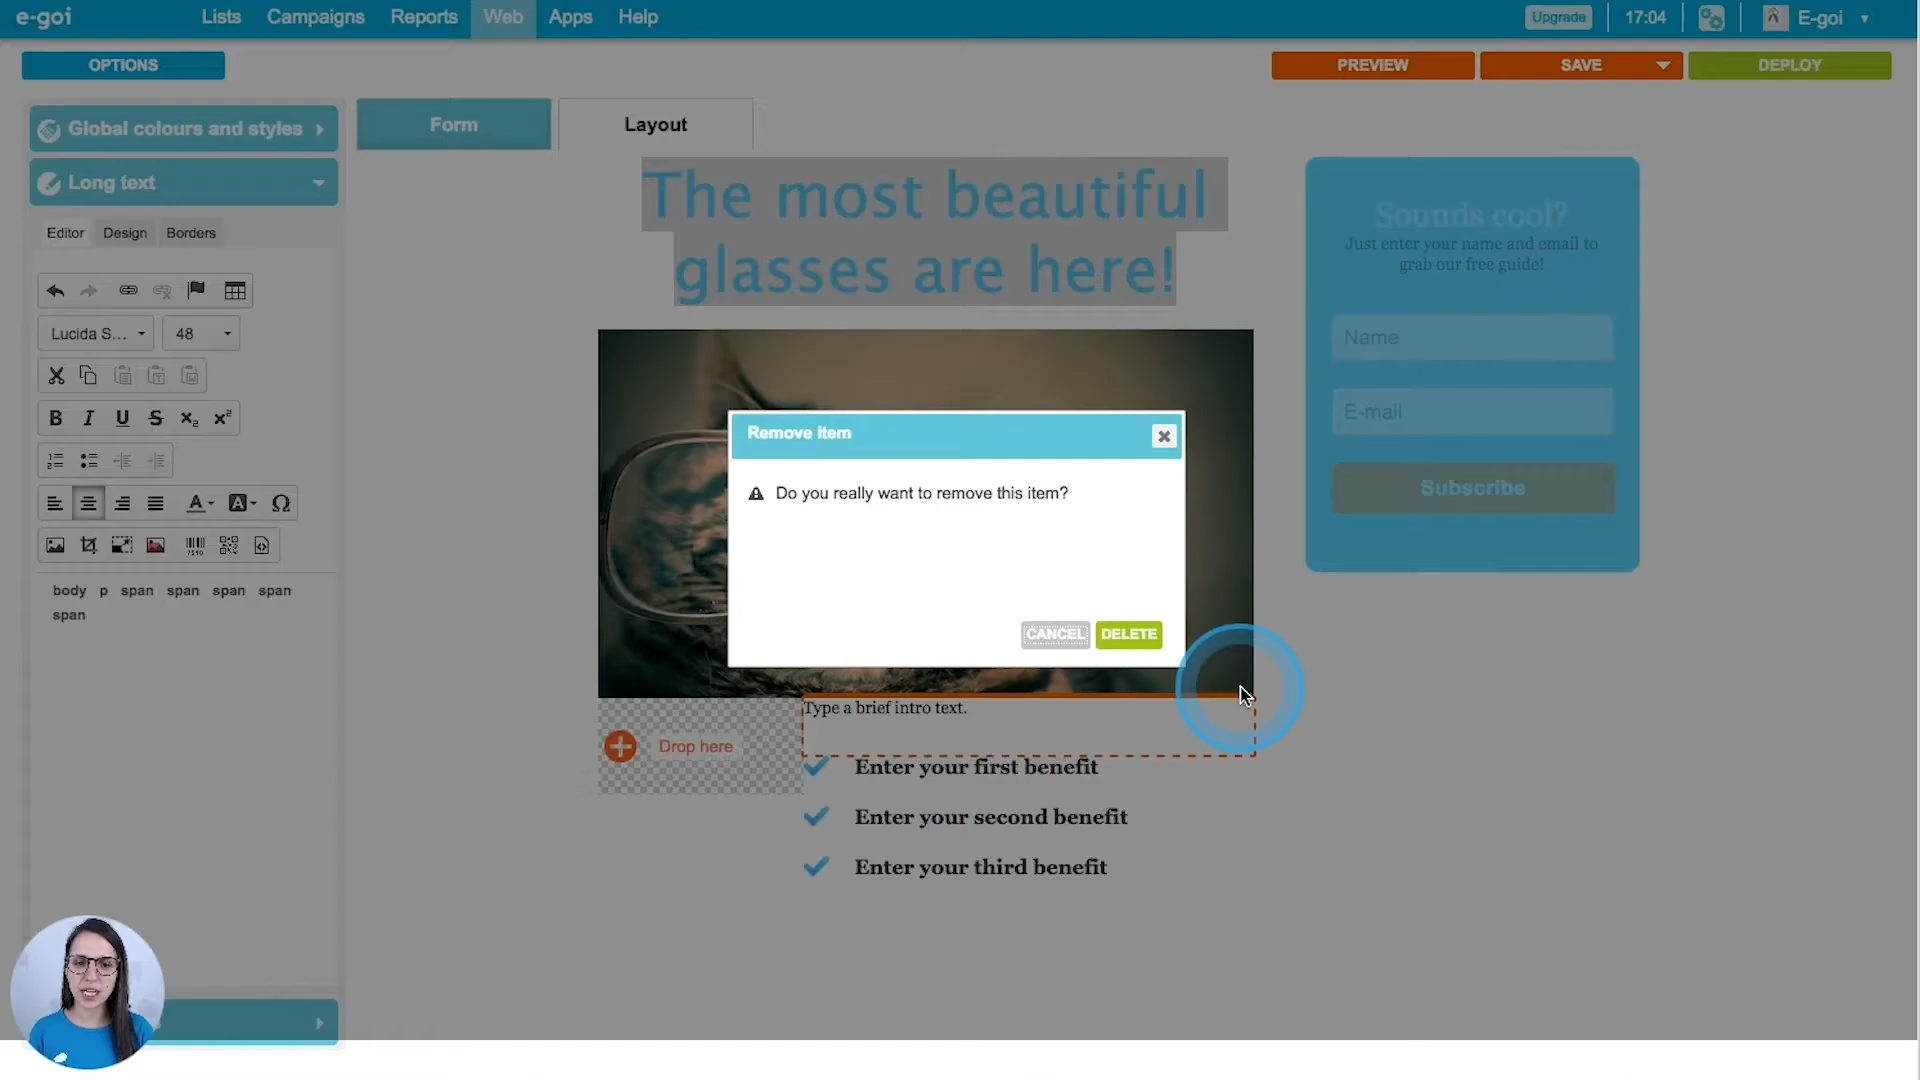 e-goi
Lists Campaigns Reports Web Apps Help
Upgrade 17:04 E-goi
OPTIONS
PREVIEW SAVE DEPLOY
Global colours and styles
Long text
Editor Design Borders
Lucida S... 48
B I U S X₂ X²
body p span span span span
span
Form Layout
The most beautiful
glasses are here!
Remove item
Do you really want to remove this item?
CANCEL DELETE
Drop here
Type a brief intro text.
Enter your first benefit
Enter your second benefit
Enter your third benefit
Sounds cool?
Just enter your name and email to
grab our free guide!
Name
E-mail
Subscribe